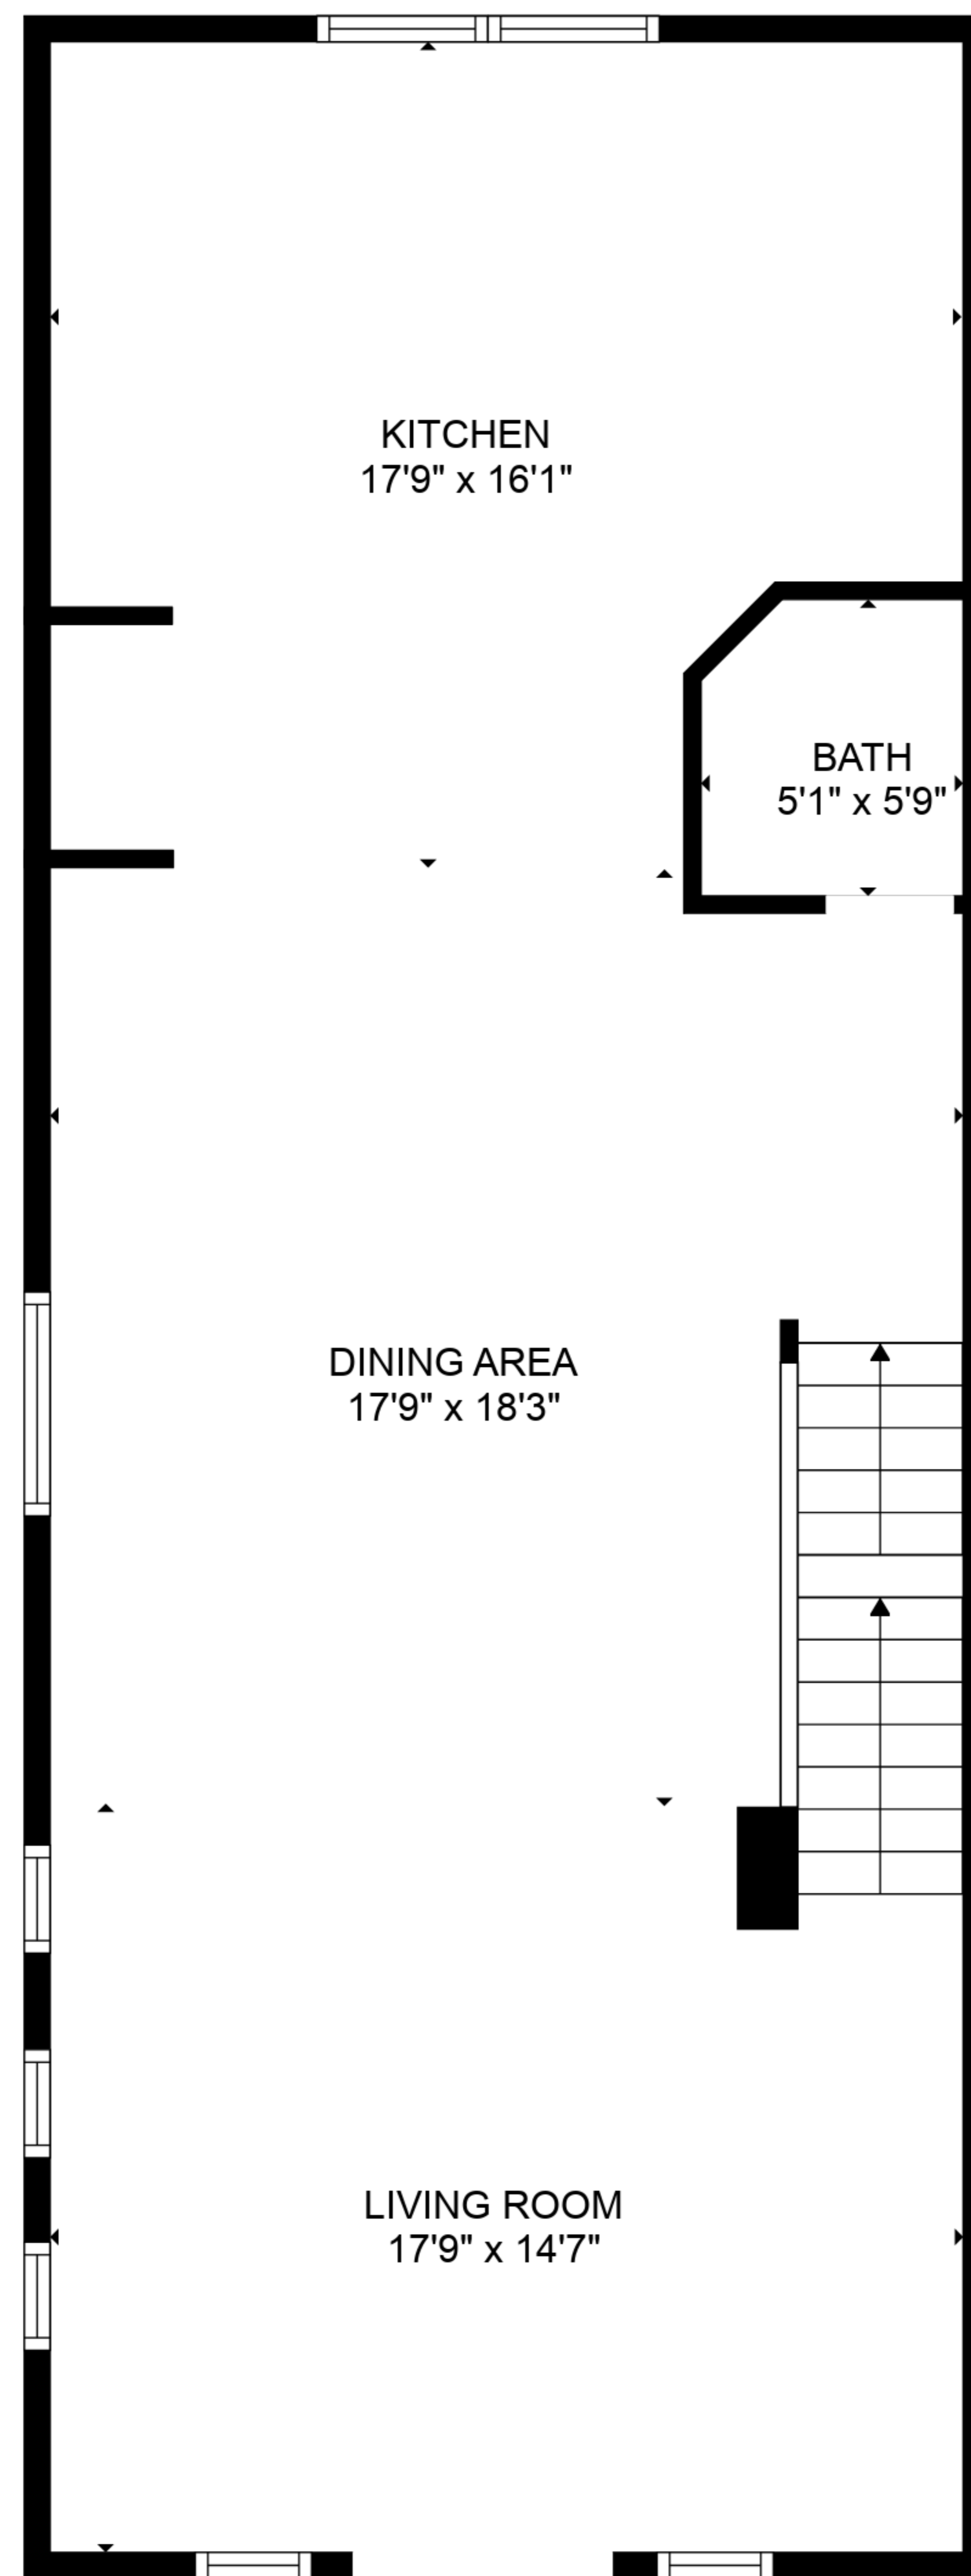 KITCHEN
17'9" x 16'1"
BATH
5'1" x 5'9"
DINING AREA
17'9" x 18'3"
LIVING ROOM
17'9" x 14'7"